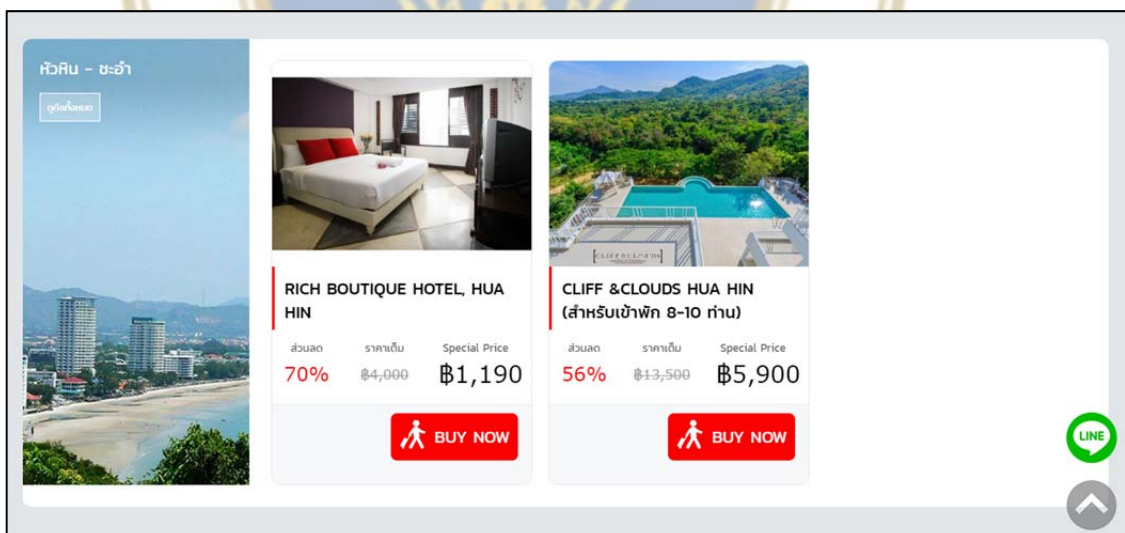 หัวหิน - ชะอำ
ดูดีลทั้งหมด
RICH BOUTIQUE HOTEL, HUA
HIN
ส่วนลด ราคาเต็ม Special Price
70% ฿4,000 ฿1,190
BUY NOW
CLIFF & CLOUDS
CLIFF &CLOUDS HUA HIN
(สำหรับเข้าพัก 8-10 ท่าน)
ส่วนลด ราคาเต็ม Special Price
56% ฿13,500 ฿5,900
BUY NOW
LINE